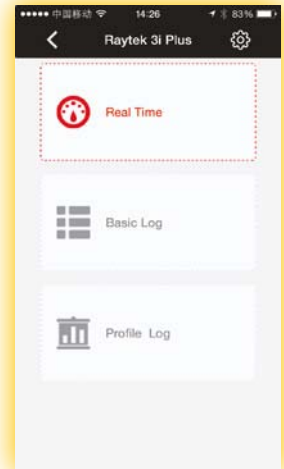 中国移动 14:26 83%
Raytek 3i Plus
Real Time
Basic Log
Profile Log